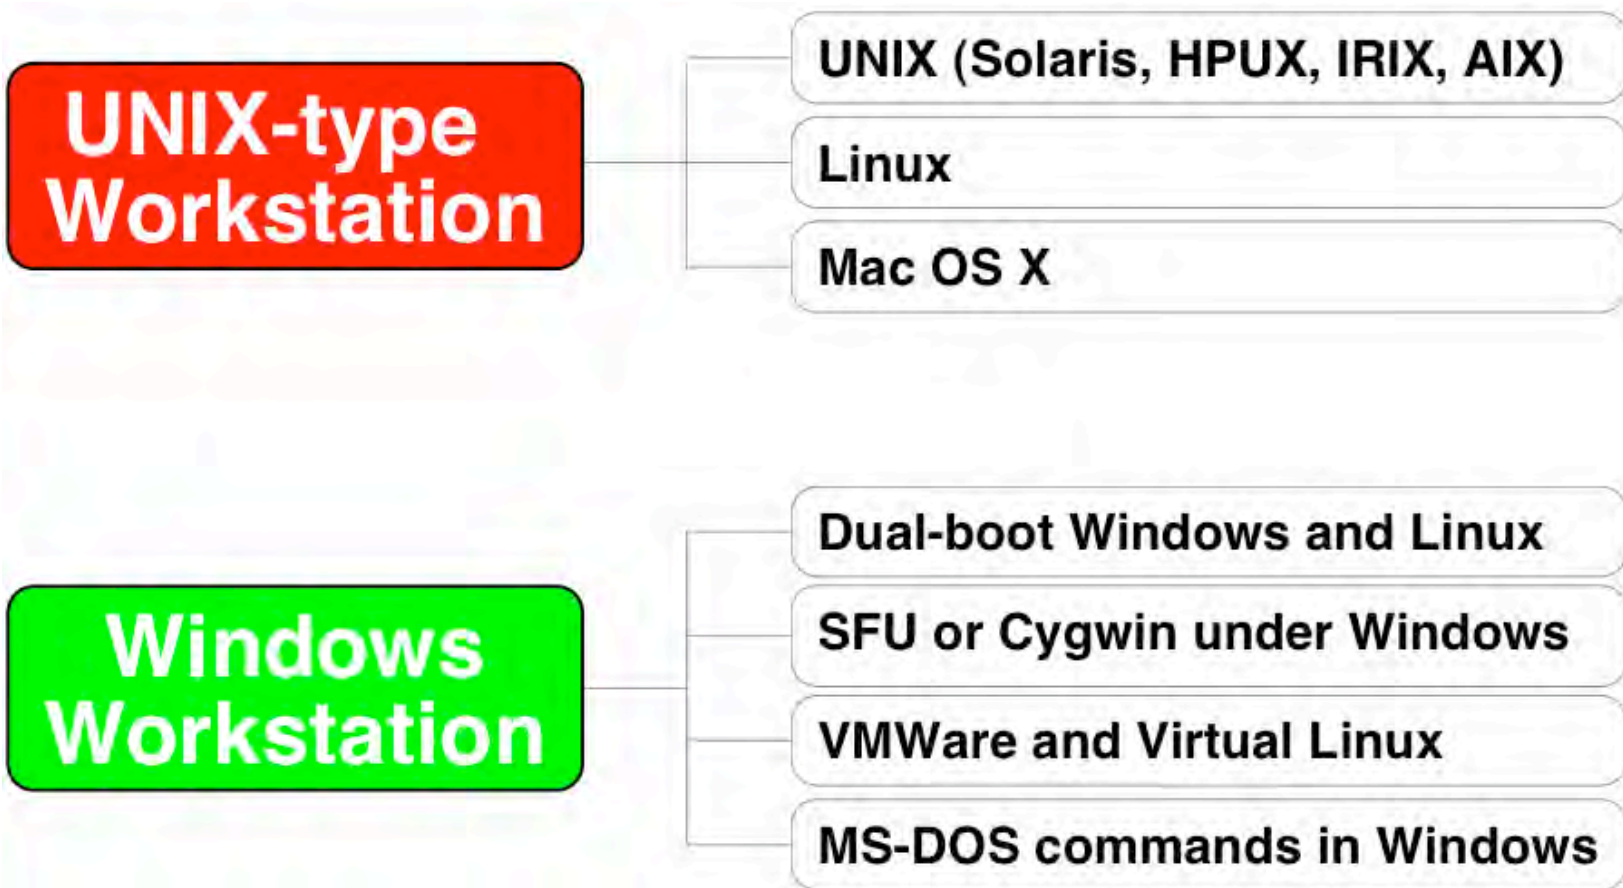 UNIX-type
Workstation
UNIX (Solaris, HPUX, IRIX, AIX)
Linux
Mac OS X
Windows
Workstation
Dual-boot Windows and Linux
SFU or Cygwin under Windows
VMWare and Virtual Linux
MS-DOS commands in Windows